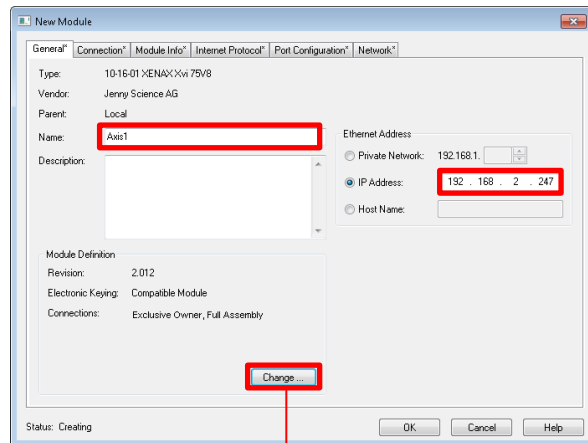 New Module
General* Connection* Module Info* Internet Protocol* Port Configuration* Network*
Type: 10-16-01 XENAX Xvi 75V8
Vendor: Jenny Science AG
Parent: Local
Name: Axis1
Description:
Ethernet Address
Private Network: 192.168.1.
IP Address: 192 . 168 . 2 . 247
Host Name:
Module Definition
Revision: 2.012
Electronic Keying: Compatible Module
Connections: Exclusive Owner, Full Assembly
Change ...
Status: Creating
OK Cancel Help